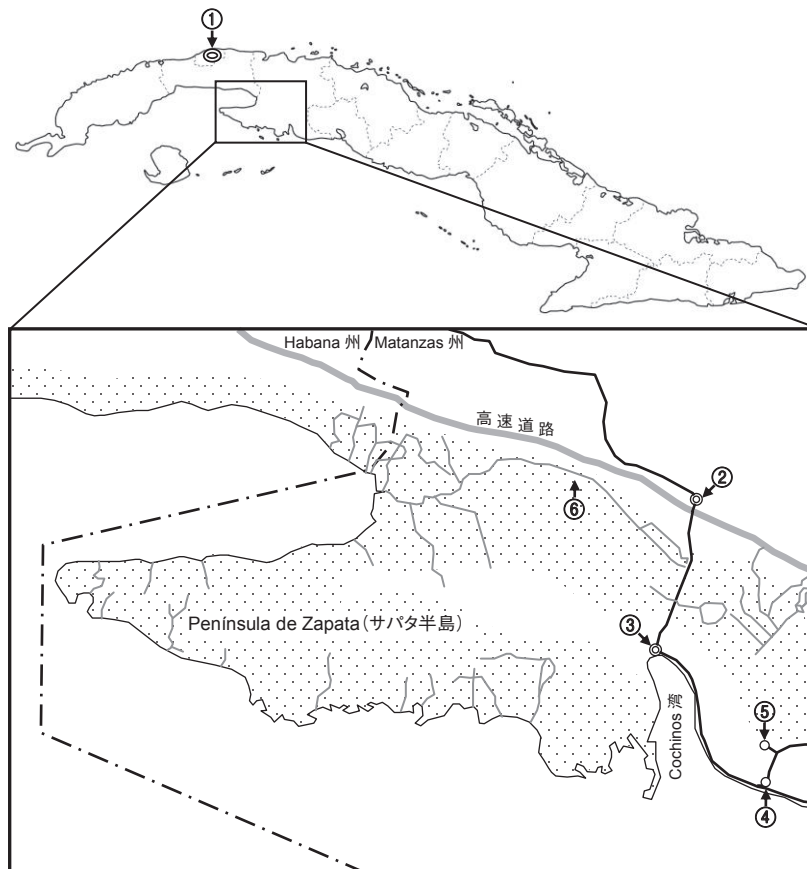 ①
Habana 州
Matanzas 州
高速道路
②
⑥
③
Península de Zapata(サパタ半島)
Cochinos 湾
⑤
④